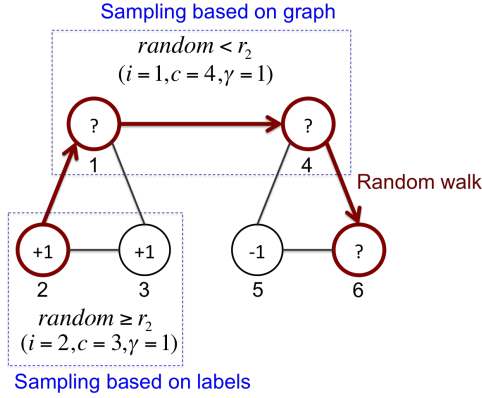 Sampling based on graph
random < r₂
(i = 1, c = 4, γ = 1)
? ?
1 4
Random walk
+1 +1 -1 ?
2 3 5 6
random ≥ r₂
(i = 2, c = 3, γ = 1)
Sampling based on labels